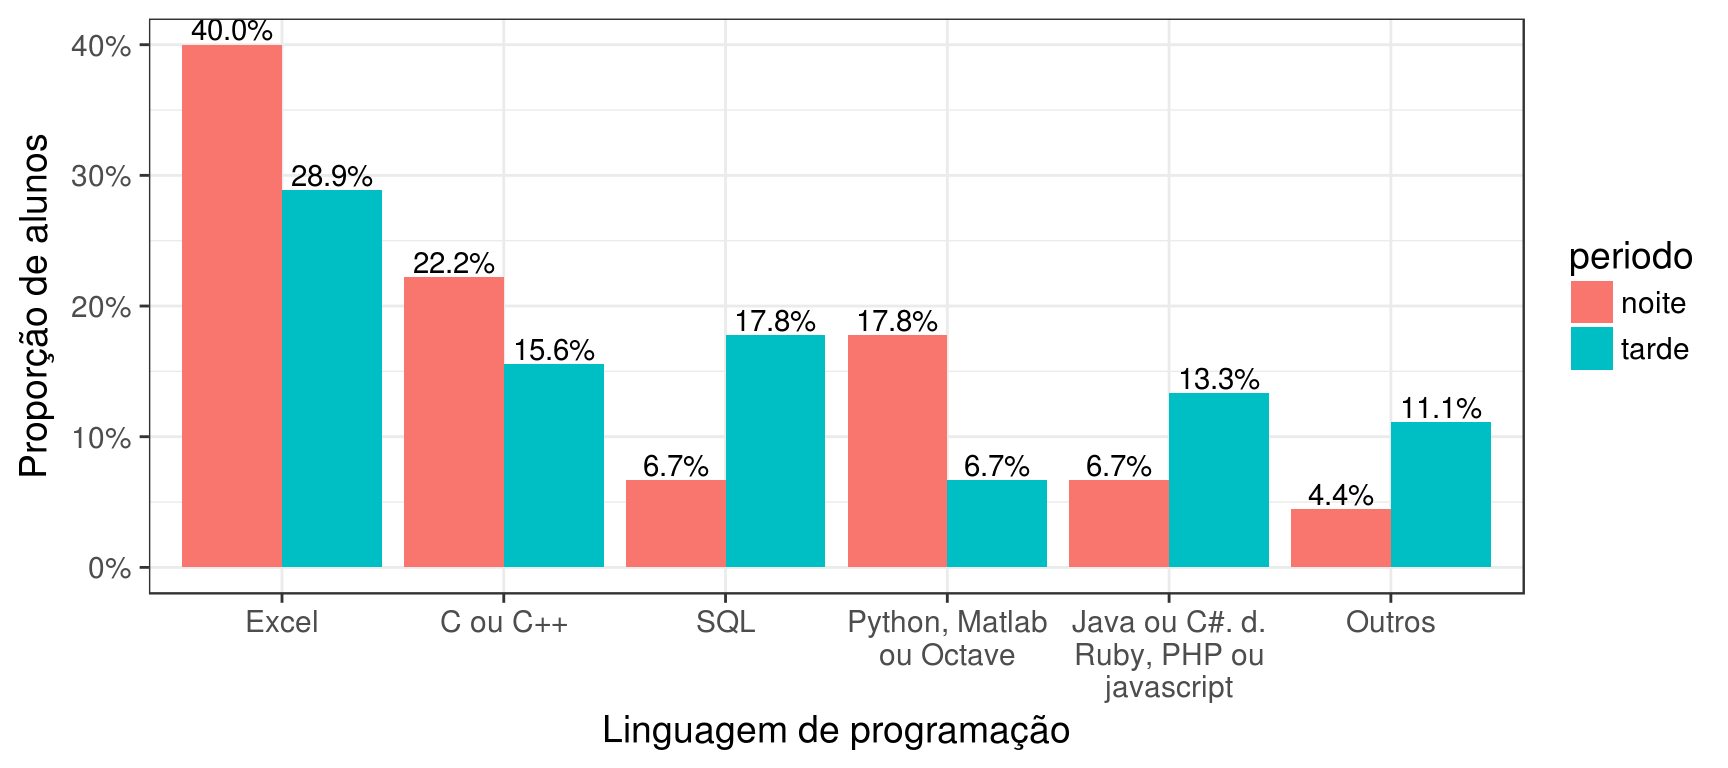 40.0%
40%
30%
28.9%
22.2%
20%
17.8%
17.8%
15.6%
13.3%
11.1%
10%
6.7%
6.7%
6.7%
4.4%
0%
Proporção de alunos
Excel
C ou C++
SQL
Python, Matlab
ou Octave
Java ou C#. d.
Ruby, PHP ou
javascript
Outros
Linguagem de programação
periodo
noite
tarde